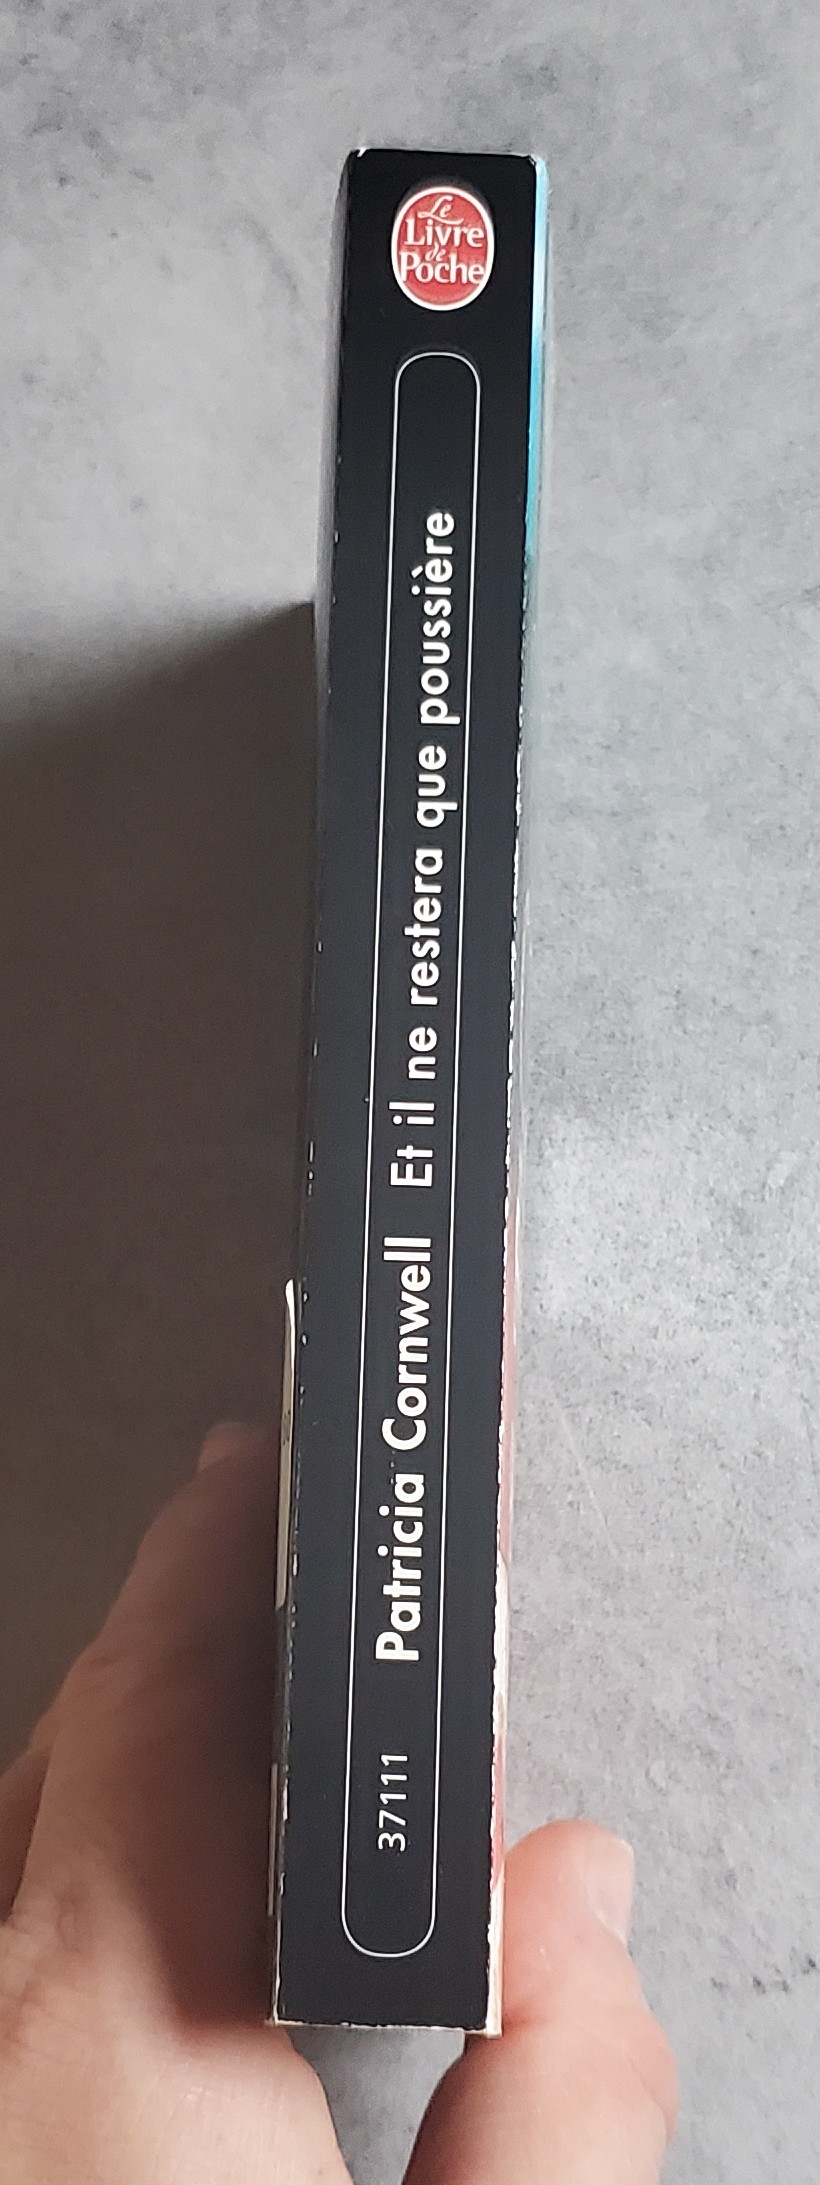 Le
Livre
de
Poche
37111 Patricia Cornwell Et il ne restera que poussière